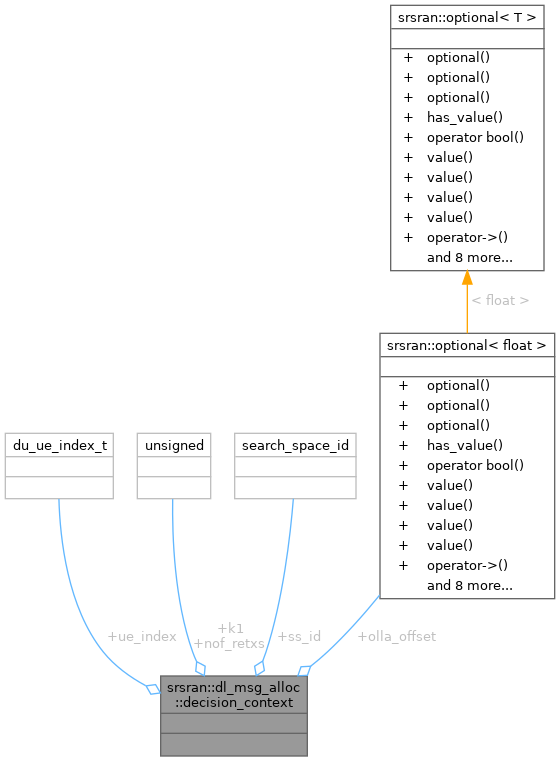 srsran::optional< T >
+ optional()
+ optional()
+ optional()
+ has_value()
+ operator bool()
+ value()
+ value()
+ value()
+ value()
+ operator->()
and 8 more...
< float >
srsran::optional< float >
+ optional()
+ optional()
+ optional()
+ has_value()
+ operator bool()
+ value()
+ value()
+ value()
+ value()
+ operator->()
and 8 more...
du_ue_index_t
unsigned
search_space_id
+ue_index
+k1
+nof_retxs
+ss_id
+olla_offset
srsran::dl_msg_alloc
::decision_context